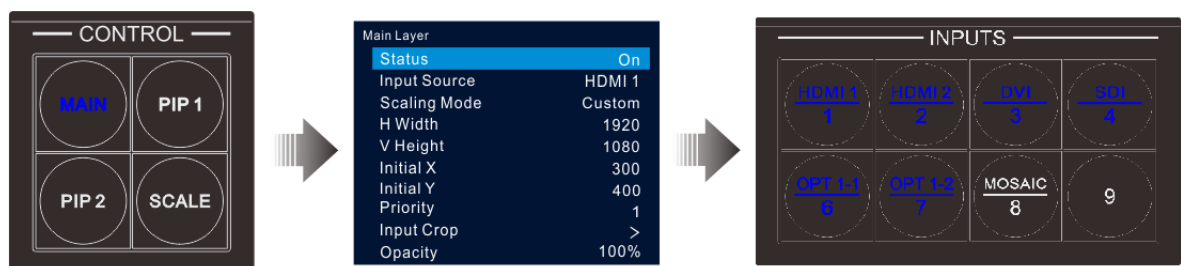 CONTROL
MAIN PIP 1
PIP 2 SCALE
Main Layer
Status On
Input Source HDMI 1
Scaling Mode Custom
H Width 1920
V Height 1080
Initial X 300
Initial Y 400
Priority 1
Input Crop >
Opacity 100%
INPUTS
HDMI 1 HDMI 2 DVI SDI
1 2 3 4
OPT 1-1 OPT 1-2 MOSAIC
6 7 8 9